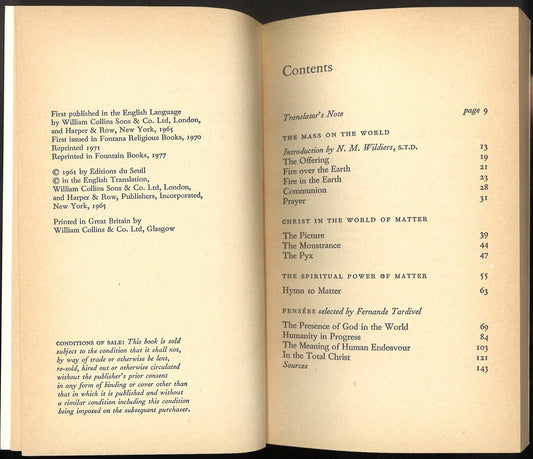 First published in the English Language
by William Collins Sons & Co. Ltd, London,
and Harper & Row, New York, 1965
First issued in Fontana Religious Books, 1970
Reprinted 1971
Reprinted in Fountain Books, 1977
© 1961 by Editions du Seuil
© in the English Translation,
William Collins Sons & Co. Ltd, London,
and Harper & Row, Publishers, Incorporated,
New York, 1965
Printed in Great Britain by
William Collins & Co. Ltd, Glasgow
CONDITIONS OF SALE: This book is sold
subject to the condition that it shall not,
by way of trade or otherwise be lent,
re-sold, hired out or otherwise circulated
without the publisher's prior consent
in any form of binding or cover other than
that in which it is published and without
a similar condition including this condition
being imposed on the subsequent purchaser.
Contents
Translator's Note page 9
THE MASS ON THE WORLD
Introduction by N. M. Wildiers, S.T.D. 13
The Offering 19
Fire over the Earth 21
Fire in the Earth 23
Communion 28
Prayer 31
CHRIST IN THE WORLD OF MATTER
The Picture 39
The Monstrance 44
The Pyx 47
THE SPIRITUAL POWER OF MATTER 55
Hymn to Matter 63
PENSÉES selected by Fernande Tardivel
The Presence of God in the World 69
Humanity in Progress 84
The Meaning of Human Endeavour 103
In the Total Christ 121
Sources 143